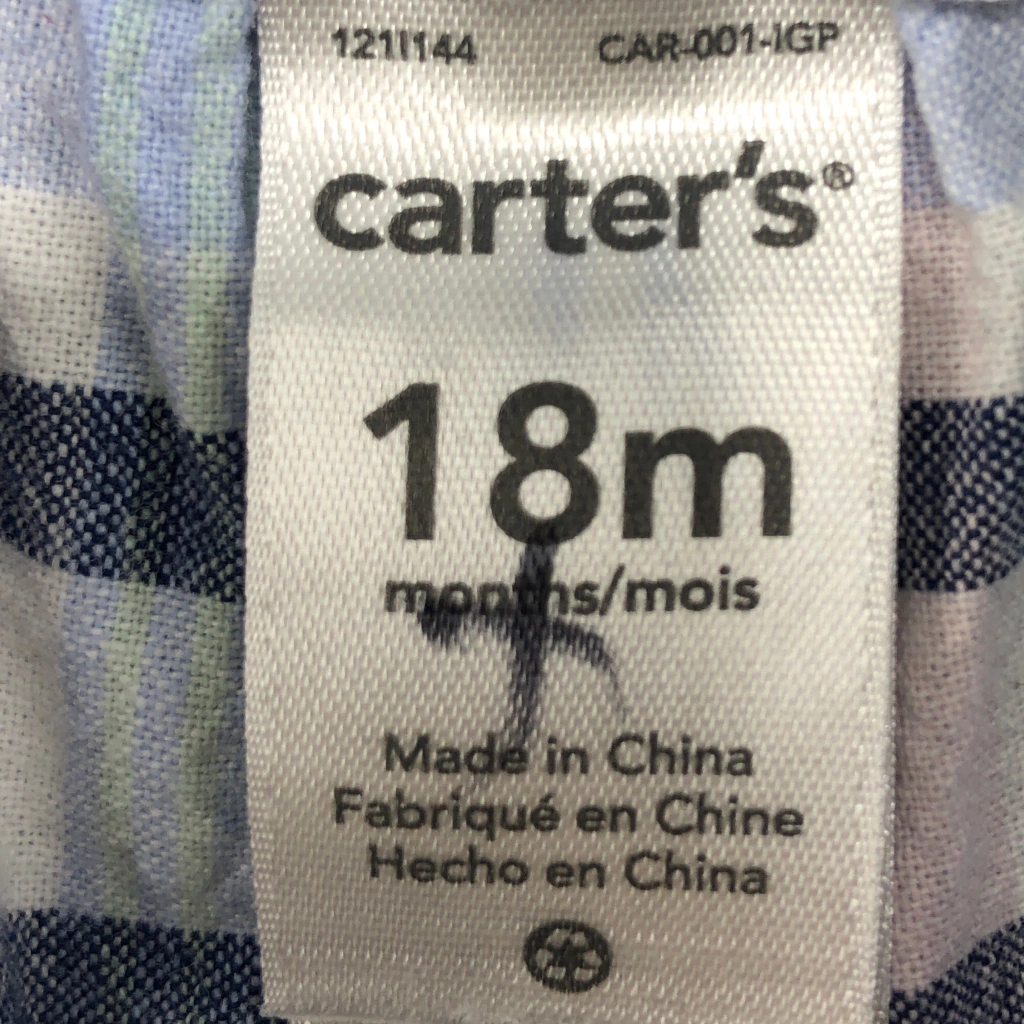 121I144 CAR-001-IGP
carter's®
18m
months/mois
Made in China
Fabriqué en Chine
Hecho en China